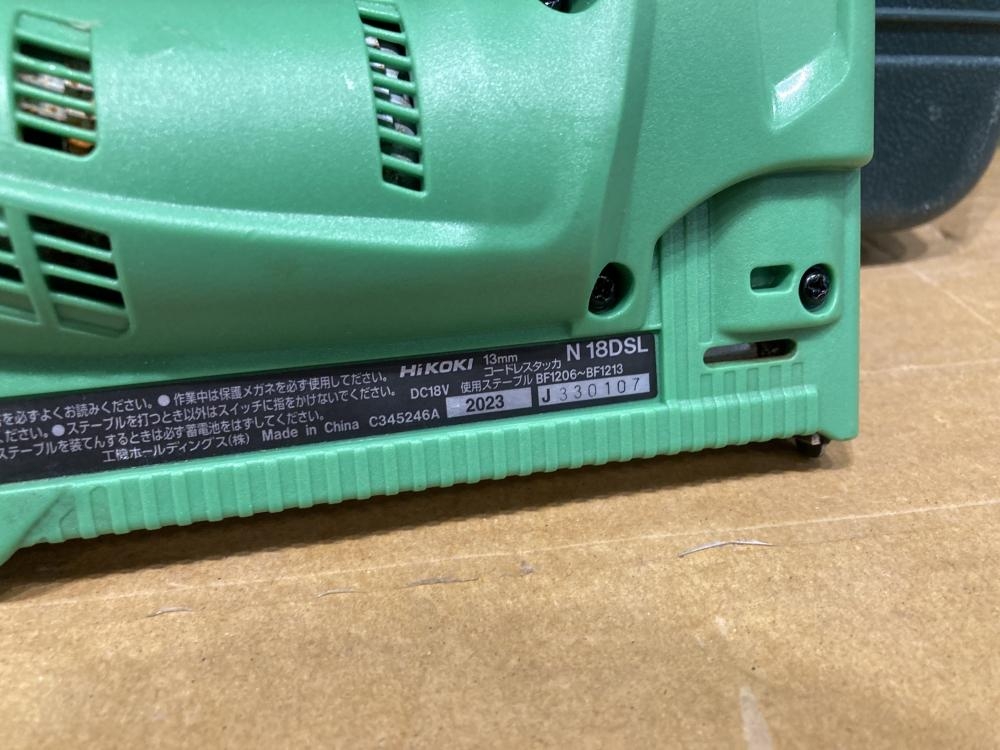 を必ずよくお読みください。●作業中は保護メガネを必ず使用してださい。
ださい。●ステープルを打つとき以外はスイッチに指をかけないでください。
ステープルを装てんするときは必ず蓄電池をはずしてください。
工機ホールディングス(株) Made in China C345246A
HiKOKI 13mm コードレスタッカ N 18DSL
DC18V 使用ステープル BF1206~BF1213
2023 J 330107